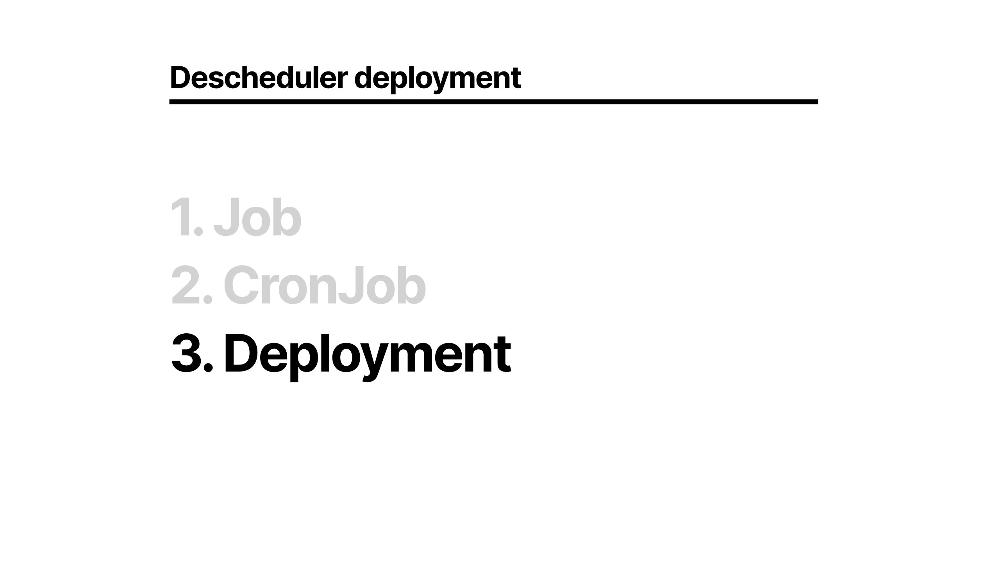 Descheduler deployment
1. Job
2. CronJob
3. Deployment